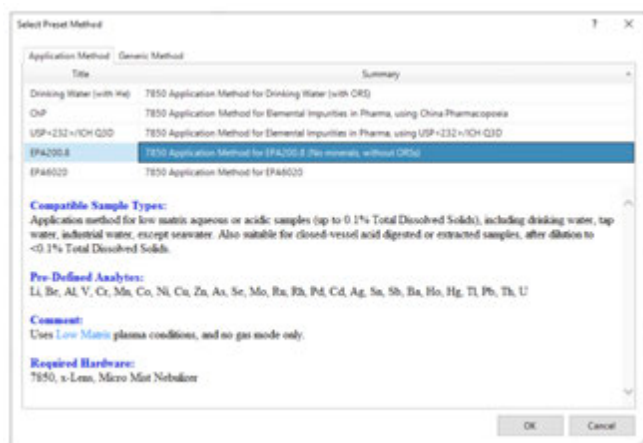 Select Preset Method ? X
Application Method Generic Method
Title Summary
Drinking Water (with He) 7850 Application Method for Drinking Water (with ORS)
ChP 7850 Application Method for Elemental Impurities in Pharma, using China Pharmacopoeia
USP<232>/ICH Q3D 7850 Application Method for Elemental Impurities in Pharma, using USP<232>/ICH Q3D
EPA200.8 7850 Application Method for EPA200.8 (No minerals, without ORSs)
EPA6020 7850 Application Method for EPA6020
Compatible Sample Types:
Application method for low matrix aqueous or acidic samples (up to 0.1% Total Dissolved Solids), including drinking water, tap
water, industrial water, except seawater. Also suitable for closed-vessel acid digested or extracted samples, after dilution to
<0.1% Total Dissolved Solids.
Pre-Defined Analytes:
Li, Be, Al, V, Cr, Mn, Co, Ni, Cu, Zn, As, Se, Mo, Ru, Rh, Pd, Cd, Ag, Sn, Sb, Ba, Ho, Hg, Tl, Pb, Th, U
Comment:
Uses Low Matrix plasma conditions, and no gas mode only.
Required Hardware:
7850, x-Lens, Micro Mist Nebulizer
OK Cancel